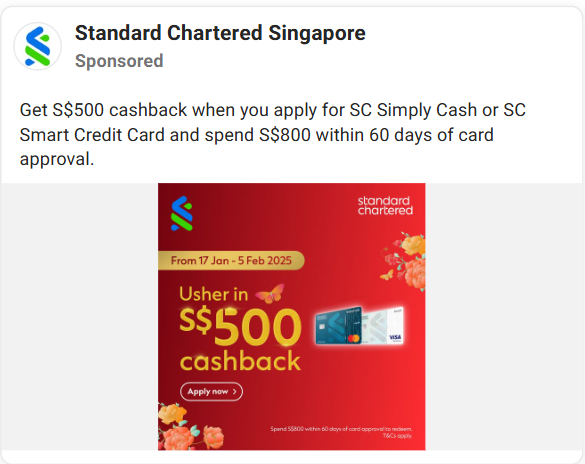 Standard Chartered Singapore
Sponsored
Get S$500 cashback when you apply for SC Simply Cash or SC
Smart Credit Card and spend S$800 within 60 days of card
approval.
standard
chartered
From 17 Jan - 5 Feb 2025
Usher in
S$500
cashback
VISA
Apply now >
Spend S$800 within 60 days of card approval to redeem.
T&Cs apply.